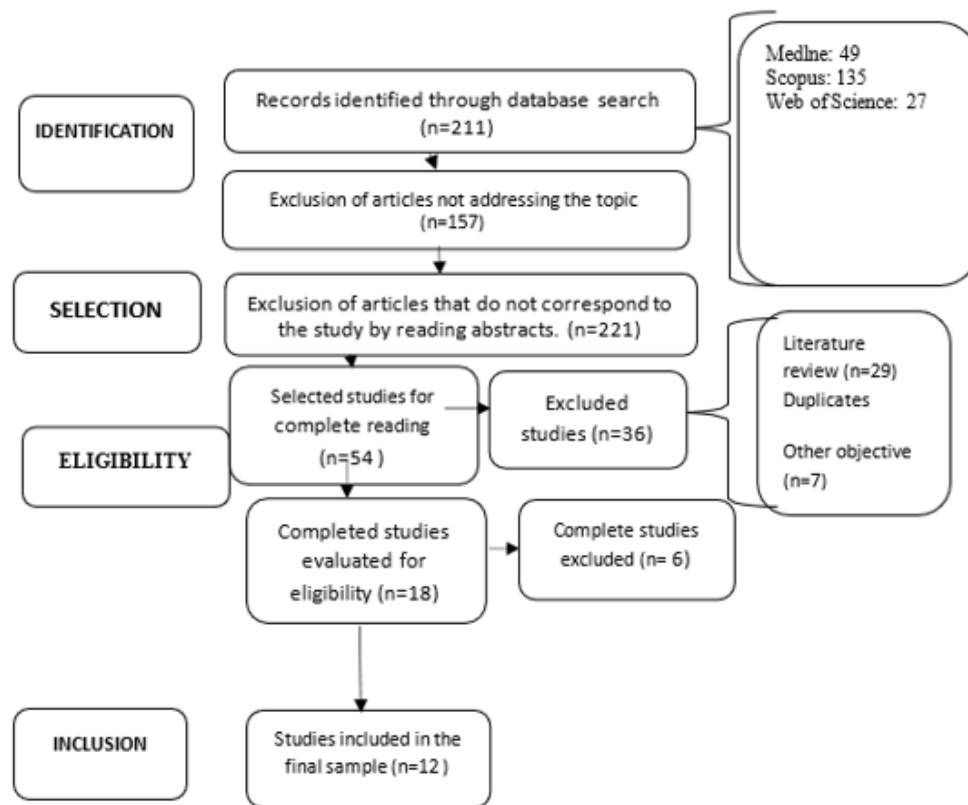 Medlne: 49
Scopus: 135
Web of Science: 27
IDENTIFICATION
Records identified through database search
(n=211)
Exclusion of articles not addressing the topic
(n=157)
SELECTION
Exclusion of articles that do not correspond to
the study by reading abstracts. (n=221)
ELIGIBILITY
Selected studies for
complete reading
(n=54)
Excluded
studies (n=36)
Literature
review (n=29)
Duplicates
Other objective
(n=7)
Completed studies
evaluated for
eligibility (n=18)
Complete studies
excluded (n= 6)
INCLUSION
Studies included in the
final sample (n=12 )